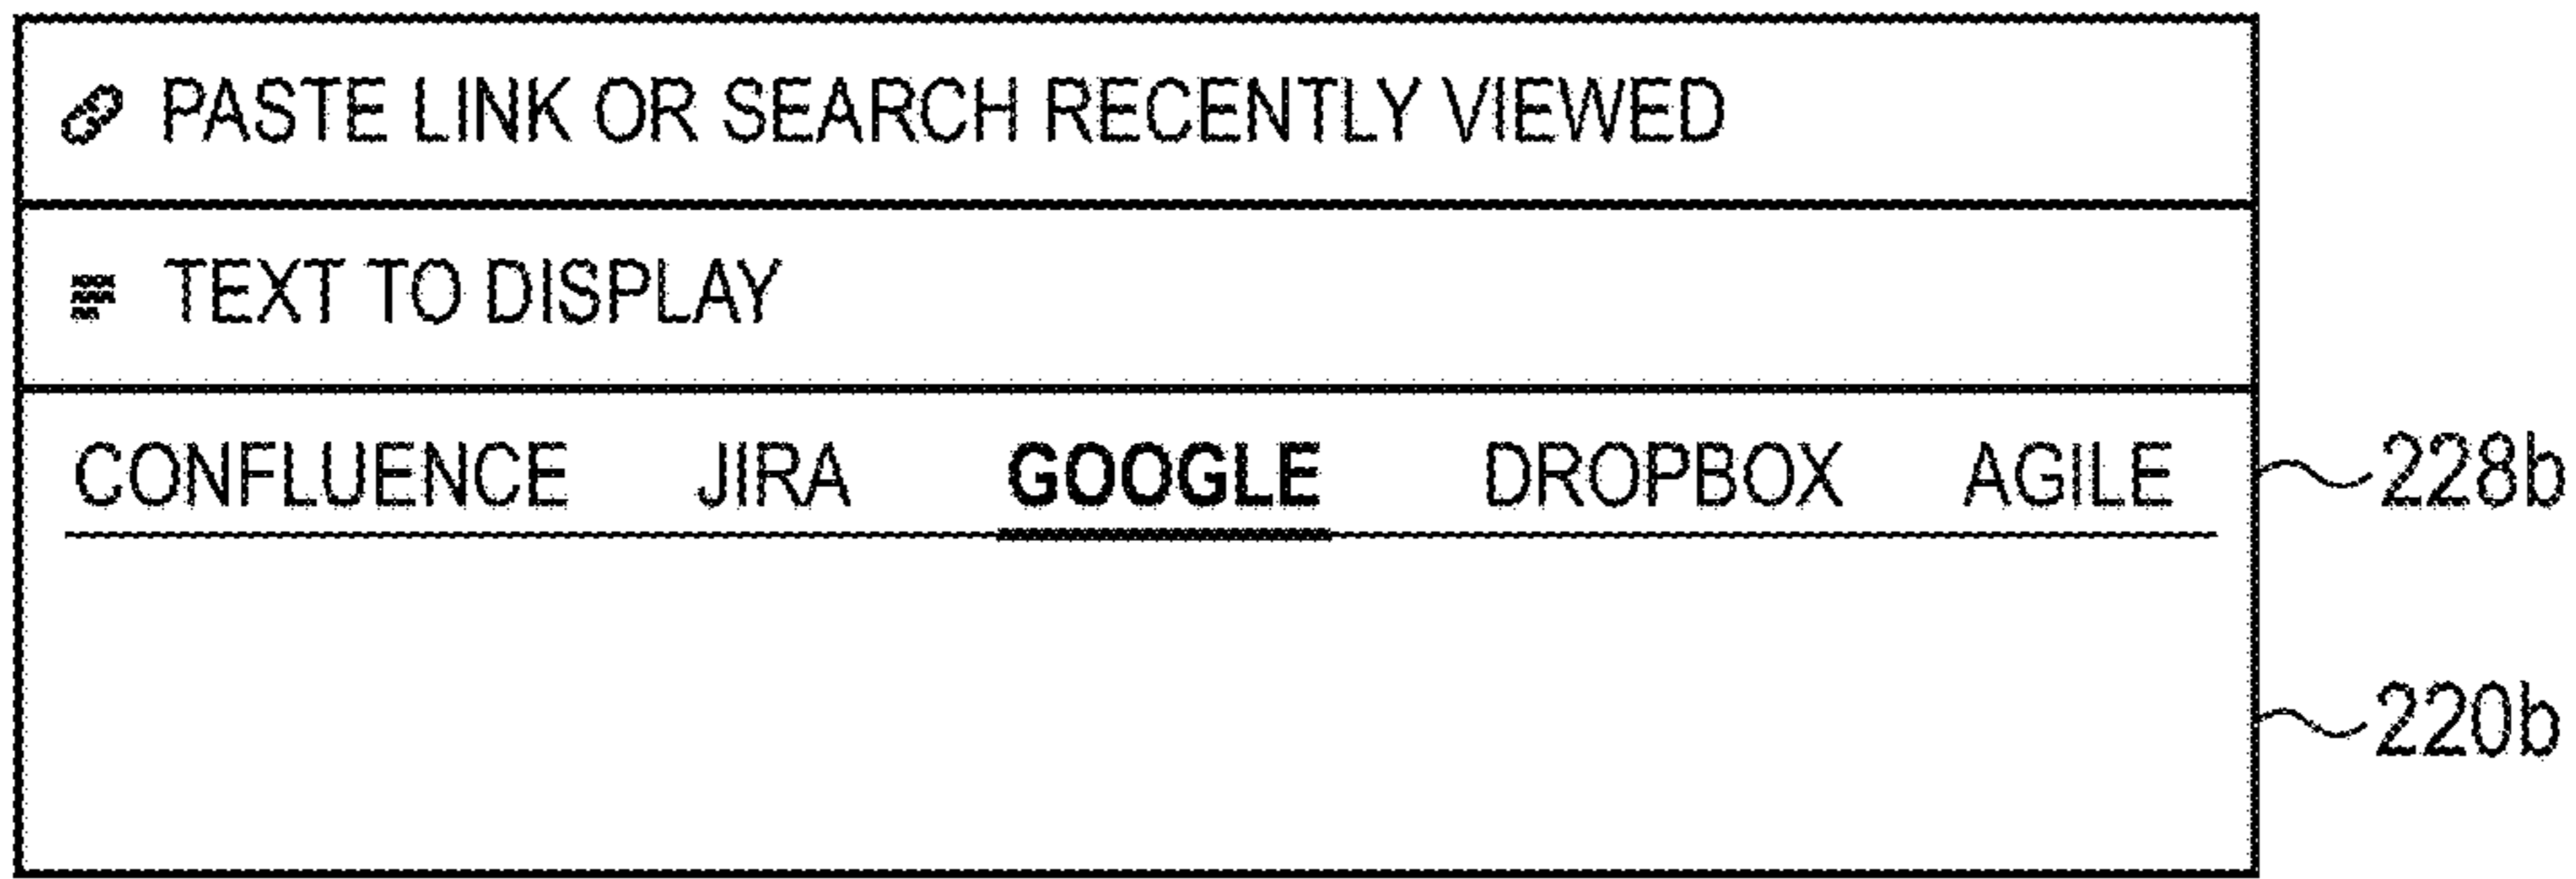 PASTE LINK OR SEARCH RECENTLY VIEWED
TEXT TO DISPLAY
CONFLUENCE JIRA GOOGLE DROPBOX AGILE 228b
220b